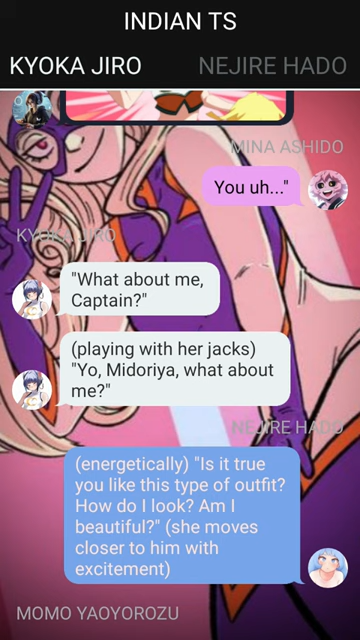 INDIAN TS
KYOKA JIRO
NEJIRE HADO
MINA ASHIDO
You uh..."
KYOKA JIRO
"What about me,
Captain?"
(playing with her jacks)
"Yo, Midoriya, what about
me?"
NEJIRE HADO
(energetically) "Is it true
you like this type of outfit?
How do I look? Am I
beautiful?" (she moves
closer to him with
excitement)
MOMO YAOYOROZU